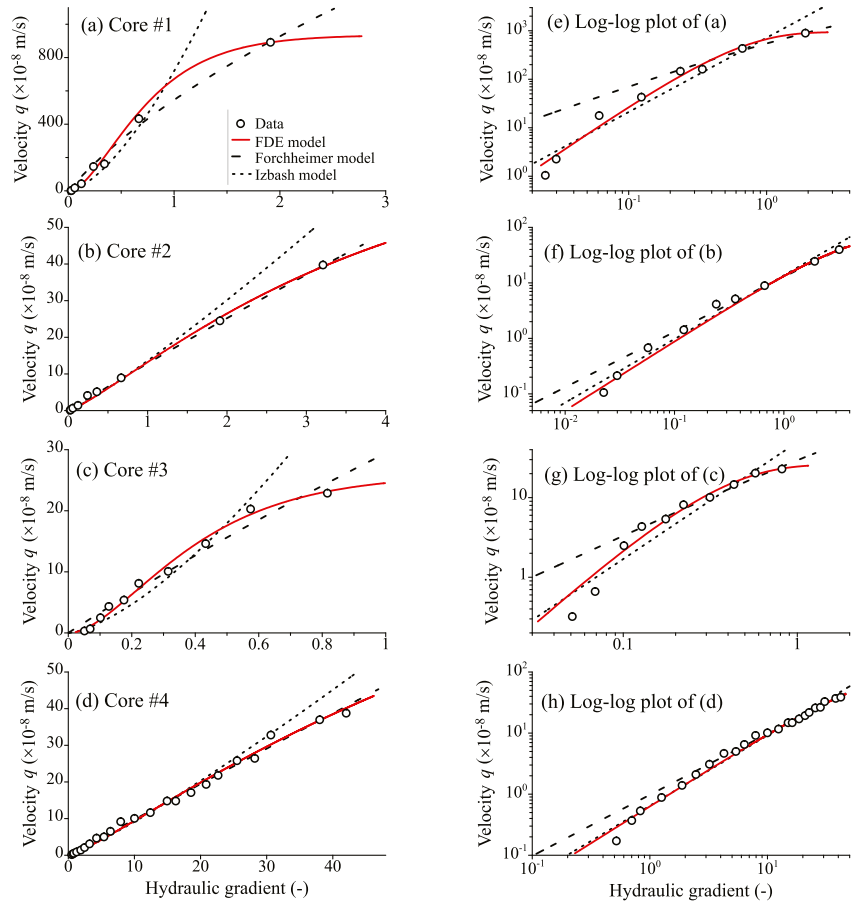 (a) Core #1
800
400
0
0
1
2
3
Velocity q (×10⁻⁸ m/s)
Data
FDE model
Forchheimer model
Izbash model
(e) Log-log plot of (a)
10³
10²
10¹
10⁰
10⁻¹
10⁰
Velocity q (×10⁻⁸ m/s)
(b) Core #2
50
40
30
20
10
0
0
1
2
3
4
Velocity q (×10⁻⁸ m/s)
(f) Log-log plot of (b)
10²
10¹
10⁰
10⁻¹
10⁻²
10⁻¹
10⁰
Velocity q (×10⁻⁸ m/s)
(c) Core #3
30
20
10
0
0
0.2
0.4
0.6
0.8
1
Velocity q (×10⁻⁸ m/s)
(g) Log-log plot of (c)
10
1
0.1
1
Velocity q (×10⁻⁸ m/s)
(d) Core #4
50
40
30
20
10
0
0
10
20
30
40
Velocity q (×10⁻⁸ m/s)
Hydraulic gradient (-)
(h) Log-log plot of (d)
10²
10¹
10⁰
10⁻¹
10⁻¹
10⁰
10¹
Velocity q (×10⁻⁸ m/s)
Hydraulic gradient (-)